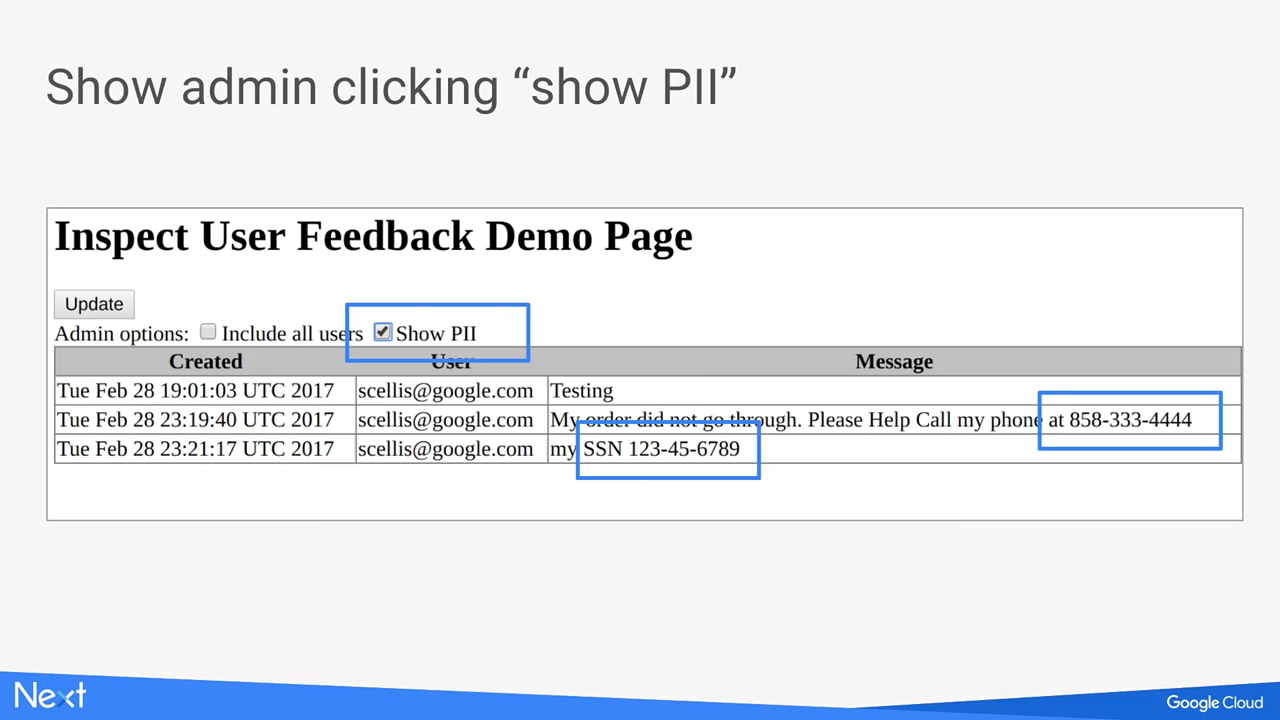 Show admin clicking “show PII”
Inspect User Feedback Demo Page
Update
Admin options: Include all users Show PII
Created User Message
Tue Feb 28 19:01:03 UTC 2017 scellis@google.com Testing
Tue Feb 28 23:19:40 UTC 2017 scellis@google.com My order did not go through. Please Help Call my phone at 858-333-4444
Tue Feb 28 23:21:17 UTC 2017 scellis@google.com my SSN 123-45-6789
Next Google Cloud